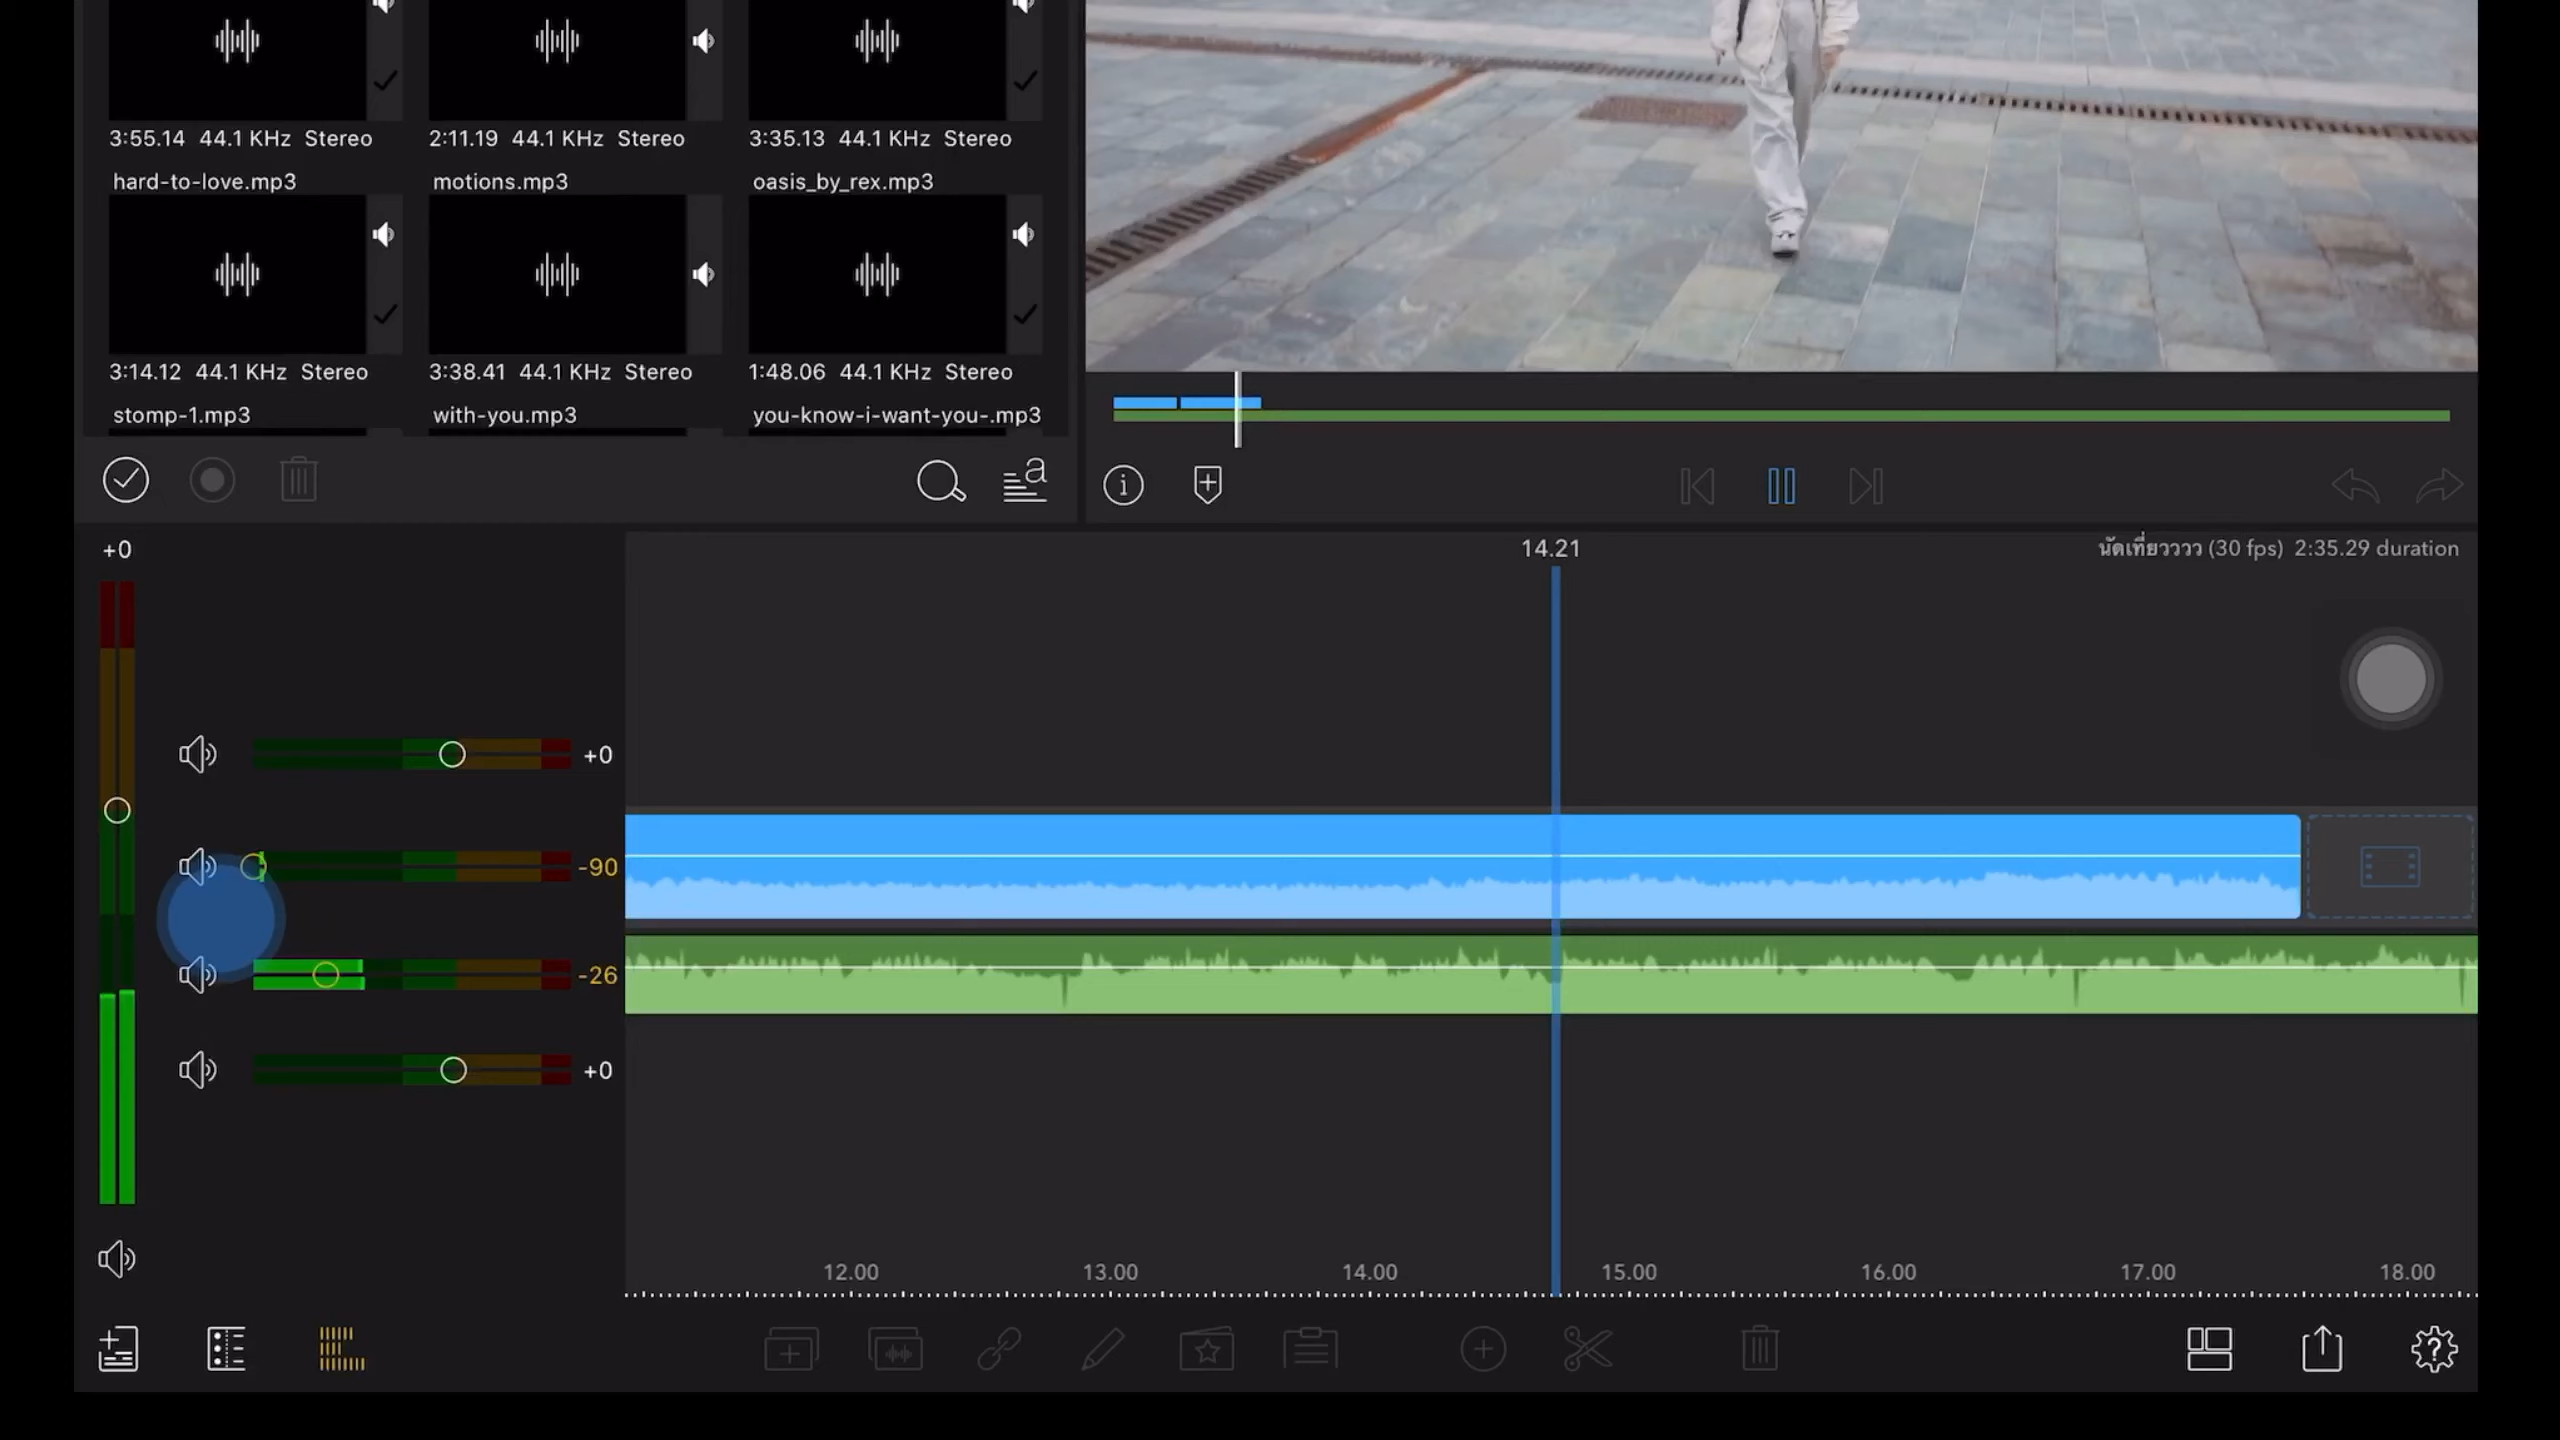 3:55.14 44.1 KHz Stereo
2:11.19 44.1 KHz Stereo
3:35.13 44.1 KHz Stereo
hard-to-love.mp3
motions.mp3
oasis_by_rex.mp3
3:14.12 44.1 KHz Stereo
3:38.41 44.1 KHz Stereo
1:48.06 44.1 KHz Stereo
stomp-1.mp3
with-you.mp3
you-know-i-want-you-.mp3
a
+0
14.21
นัดเที่ยวววว (30 fps) 2:35.29 duration
+0
-90
-26
+0
12.00
13.00
14.00
15.00
16.00
17.00
18.00